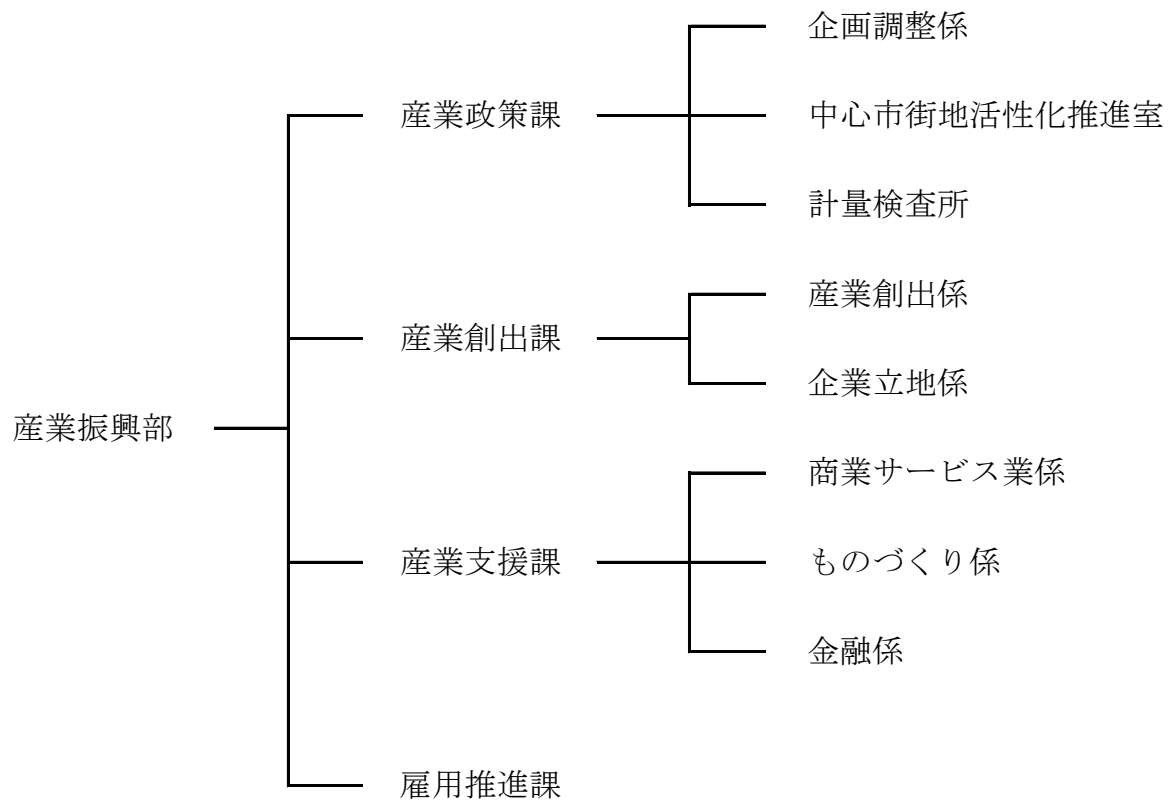 産業振興部
産業政策課
企画調整係
中心市街地活性化推進室
計量検査所
産業創出課
産業創出係
企業立地係
産業支援課
商業サービス業係
ものづくり係
金融係
雇用推進課